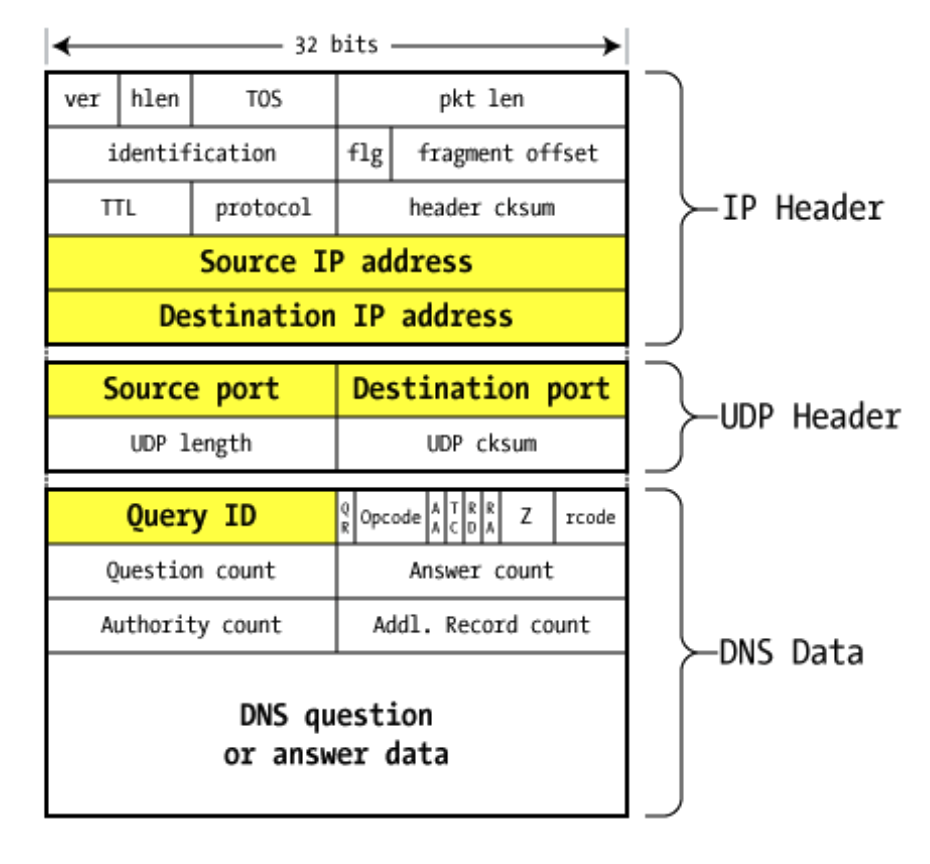 32 bits
ver hlen TOS pkt len
identification flg fragment offset
TTL protocol header cksum
IP Header
Source IP address
Destination IP address
Source port Destination port
UDP Header
UDP length UDP cksum
Query ID QR Opcode AA TC RD RA Z rcode
Question count Answer count
Authority count Addl. Record count
DNS Data
DNS question
or answer data